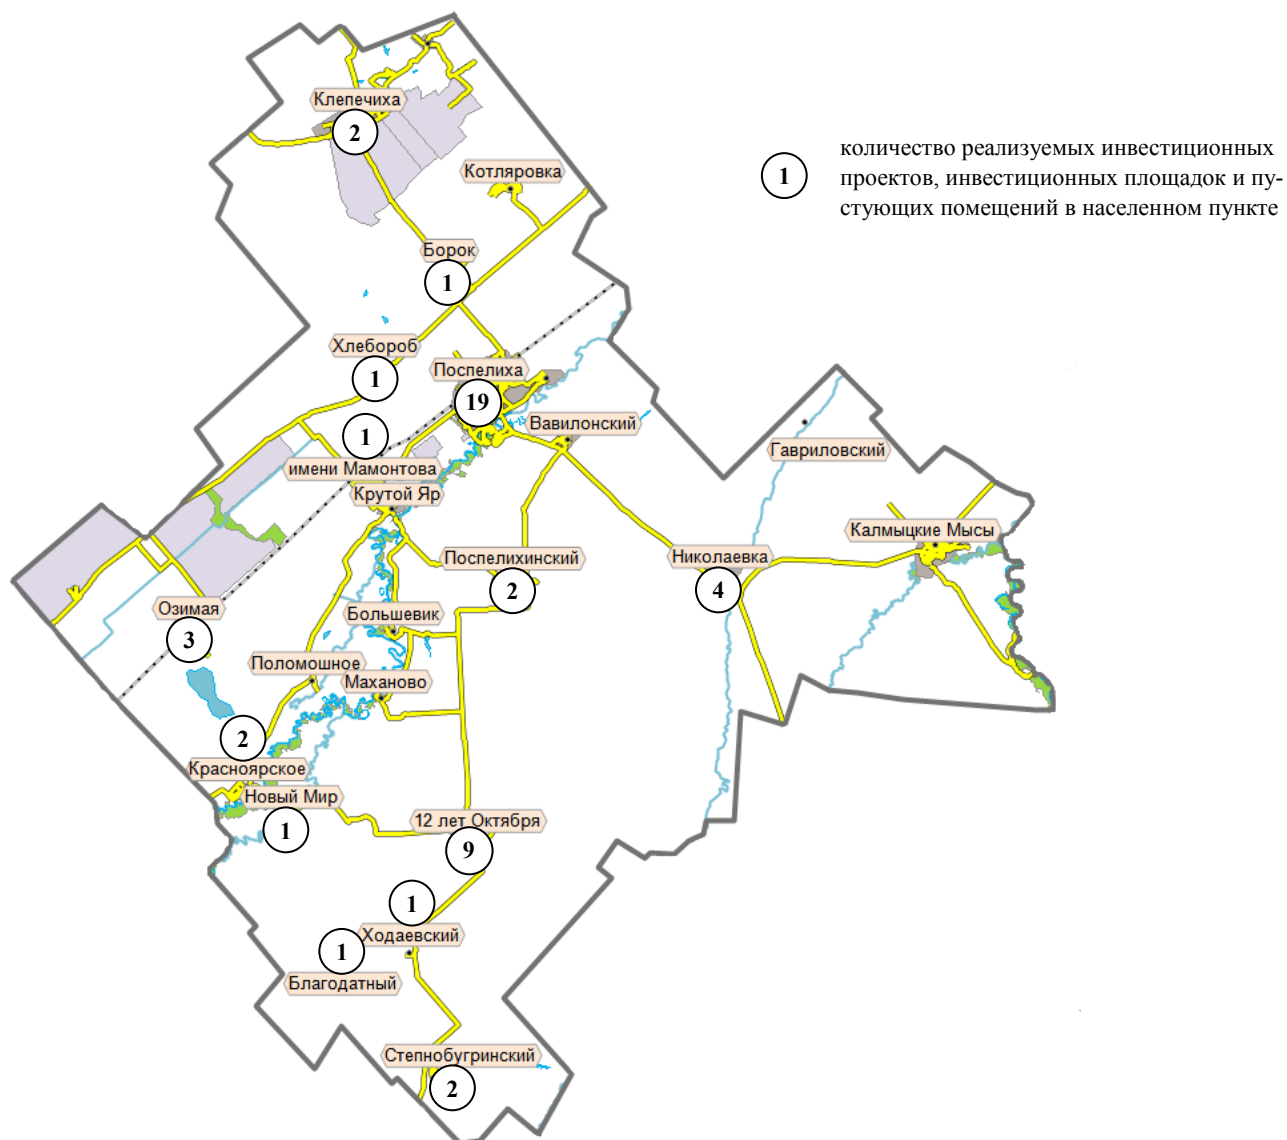 Клепечиха
2
Котляровка
1
количество реализуемых инвестиционных
проектов, инвестиционных площадок и пу-
стующих помещений в населенном пункте
Борок
1
Хлебороб
1
Поспелиха
19
Вавилонский
1
имени Мамонтова
Гавриловский
Крутой Яр
Калмыцкие Мысы
Поспелихинский
2
Николаевка
4
Озимая
3
Большевик
Поломошное
Маханово
2
Красноярское
Новый Мир
1
12 лет Октября
9
1
Ходаевский
1
Благодатный
Степнобугринский
2